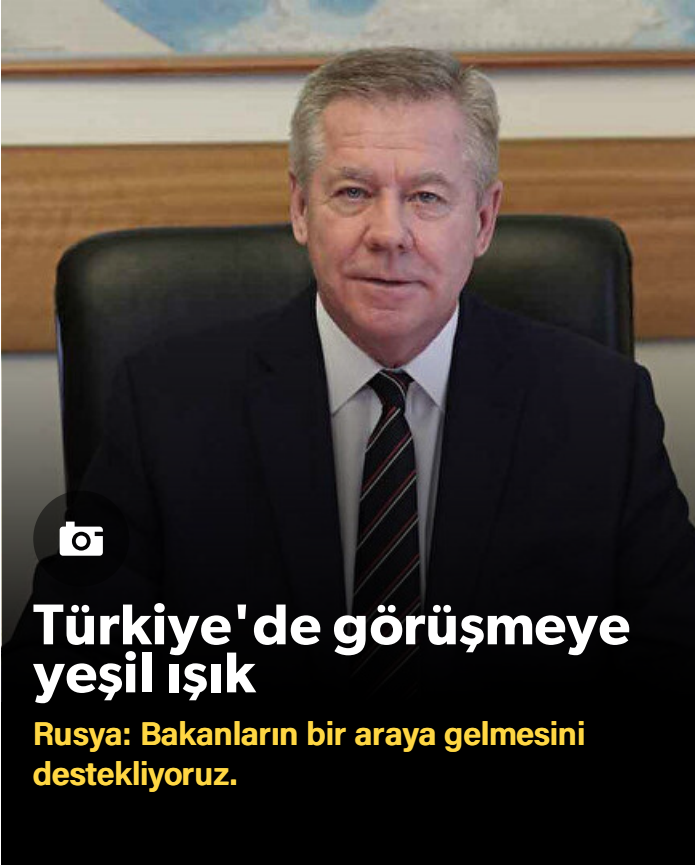 Türkiye'de görüşmeye
yeşil ışık
Rusya: Bakanların bir araya gelmesini
destekliyoruz.